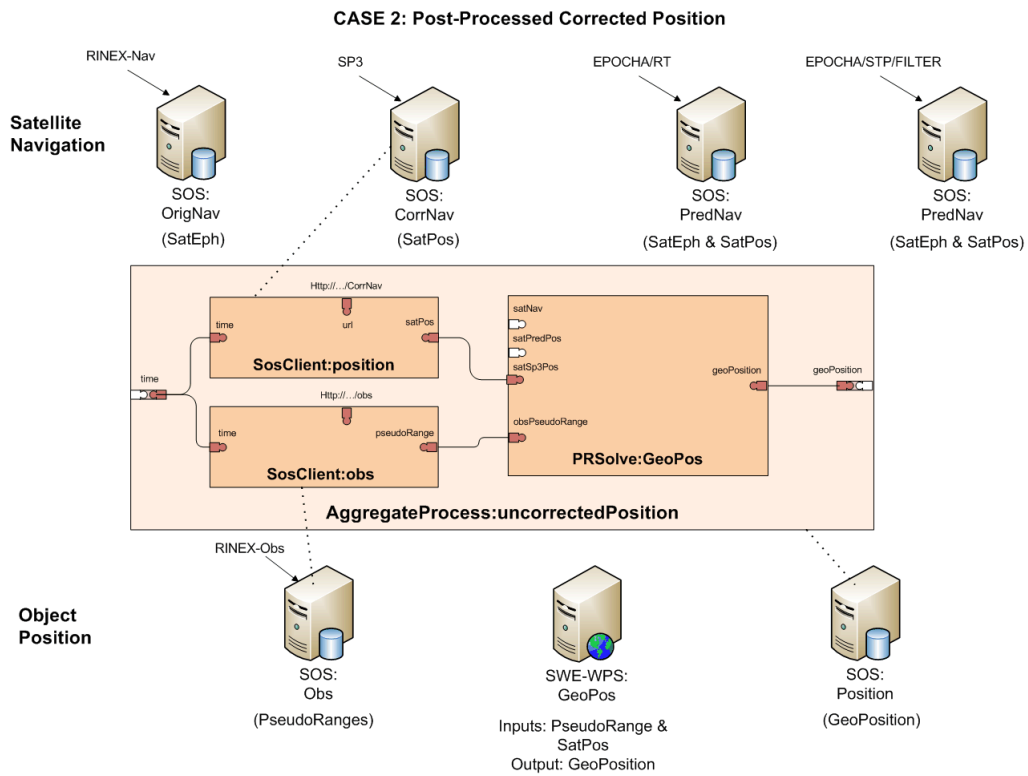 CASE 2: Post-Processed Corrected Position
RINEX-Nav
SP3
EPOCHA/RT
EPOCHA/STP/FILTER
Satellite
Navigation
SOS:
OrigNav
(SatEph)
SOS:
CorrNav
(SatPos)
SOS:
PredNav
(SatEph & SatPos)
SOS:
PredNav
(SatEph & SatPos)
Http://.../CorrNav
url
time
satPos
SosClient:position
time
Http://.../obs
time
pseudoRange
SosClient:obs
satNav
satPredPos
satSp3Pos
obsPseudoRange
geoPosition
PRSolve:GeoPos
geoPosition
AggregateProcess:uncorrectedPosition
RINEX-Obs
Object
Position
SOS:
Obs
(PseudoRanges)
SWE-WPS:
GeoPos
Inputs: PseudoRange &
SatPos
Output: GeoPosition
SOS:
Position
(GeoPosition)